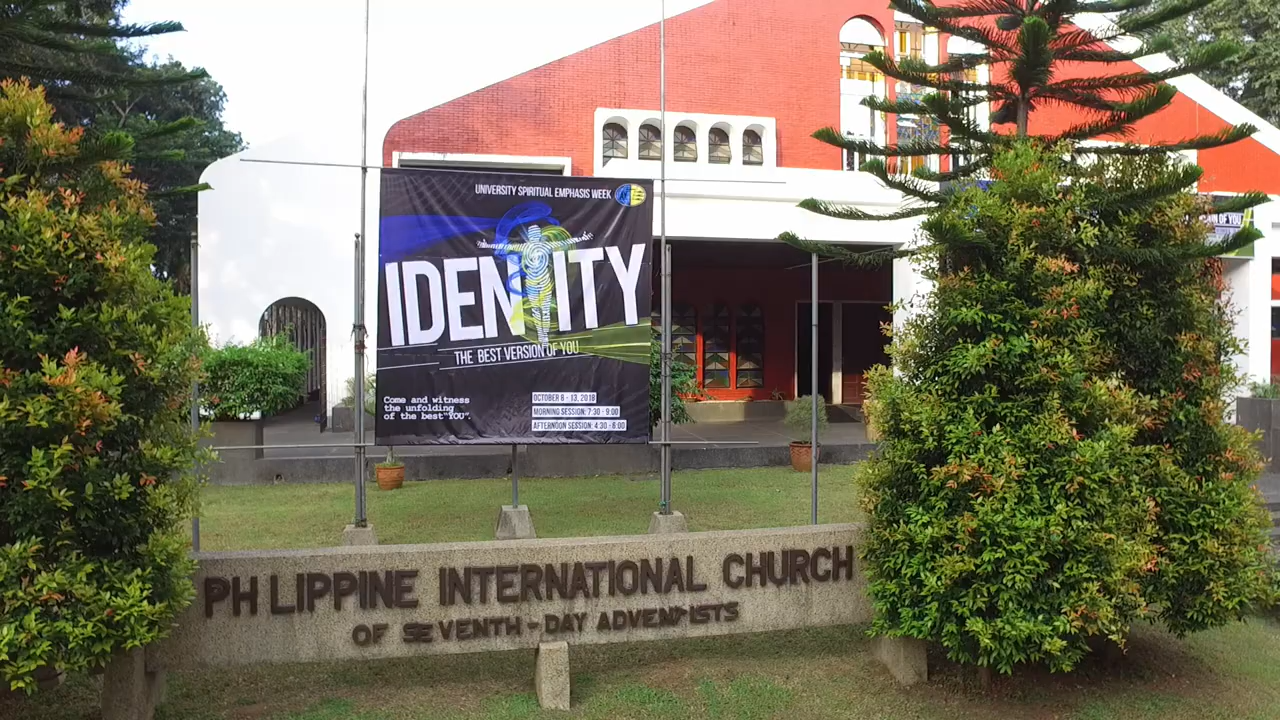 UNIVERSITY SPIRITUAL EMPHASIS WEEK
IDENTITY
THE BEST VERSION OF YOU
Come and witness
the unfolding
of the best "YOU".
OCTOBER 8 - 13, 2018
MORNING SESSION: 7:30 - 9:00
AFTERNOON SESSION: 4:30 - 6:00
OF YOU
PH LIPPINE INTERNATIONAL CHURCH
OF SEVENTH-DAY ADVENTISTS